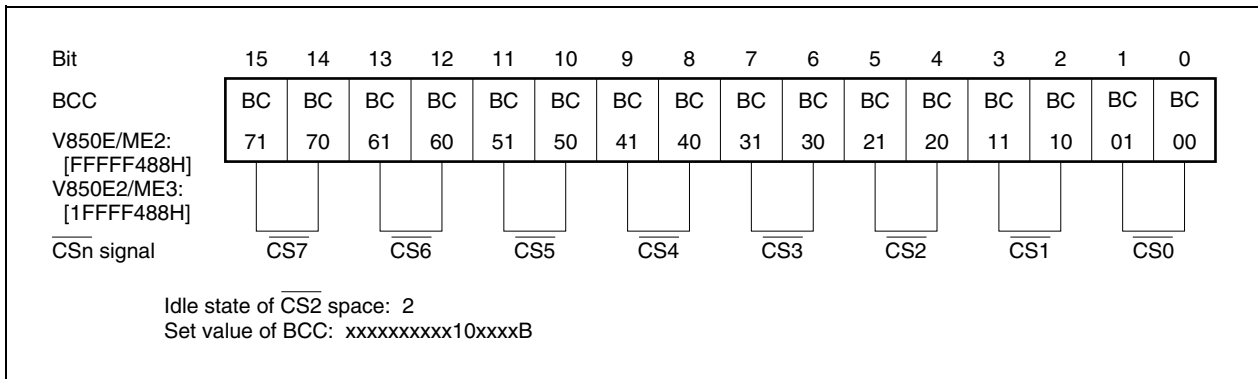 Bit 15 14 13 12 11 10 9 8 7 6 5 4 3 2 1 0
BCC BC BC BC BC BC BC BC BC BC BC BC BC BC BC BC BC
V850E/ME2: 71 70 61 60 51 50 41 40 31 30 21 20 11 10 01 00
[FFFFF488H]
V850E2/ME3:
[1FFFF488H]
CSn signal CS7 CS6 CS5 CS4 CS3 CS2 CS1 CS0
Idle state of CS2 space: 2
Set value of BCC: xxxxxxxxxx10xxxxB